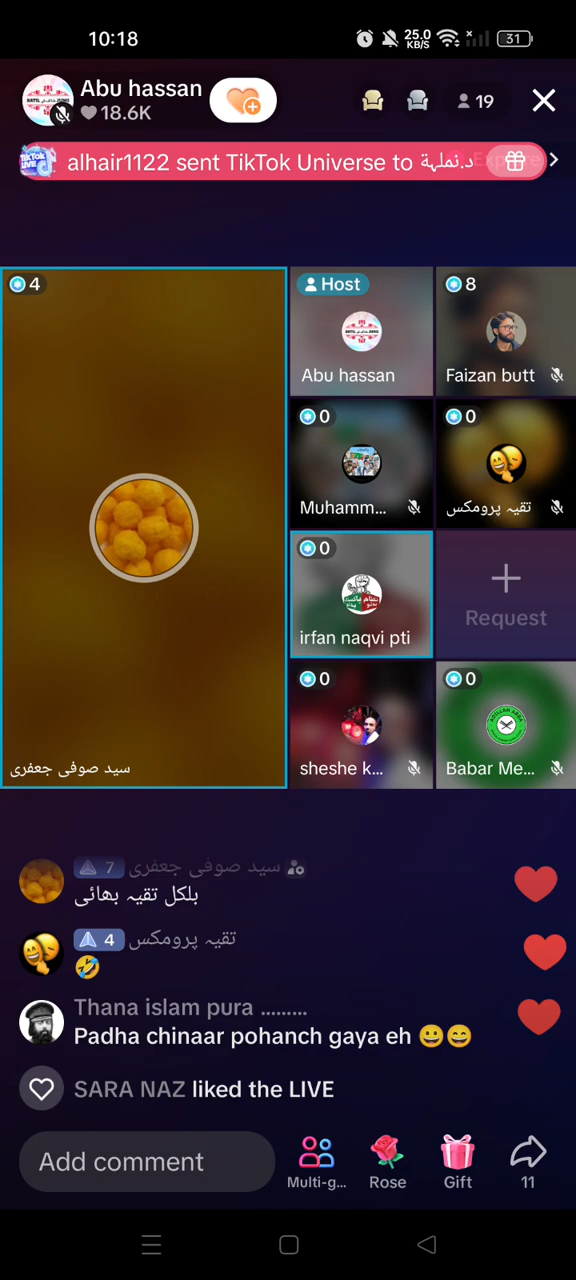 10:18
25.0
KB/S
31
Abu hassan
18.6K
19
alhair1122 sent TikTok Universe to د.نملهة
4
Host
Abu hassan
8
Faizan butt
0
Muhamm...
0
تقیہ پرومکس
0
irfan naqvi pti
Request
0
sheshe k...
0
Babar Me...
سید صوفی جعفری
7 سید صوفی جعفری
بلکل تقیہ بھائی
4 تقیہ پرومکس
🤣
Thana islam pura .........
Padha chinaar pohanch gaya eh 😀😄
SARA NAZ liked the LIVE
Add comment
Multi-g...
Rose
Gift
11